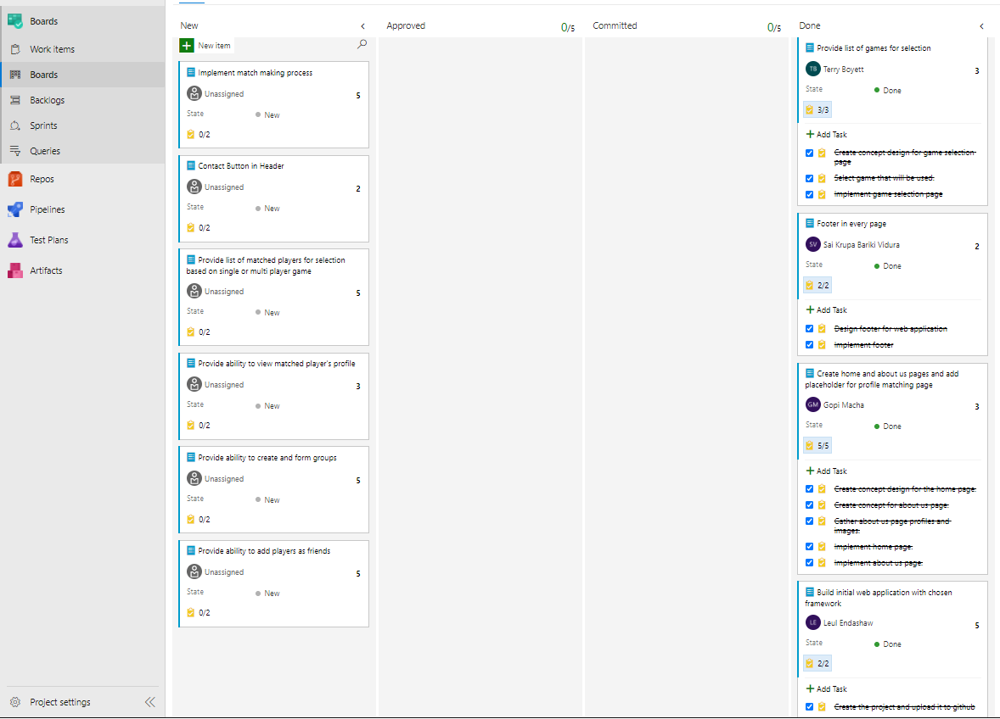 Boards
Work items
Boards
Backlogs
Sprints
Queries
Repos
Pipelines
Test Plans
Artifacts
Project settings
New
New item
Implement match making process
Unassigned
5
State
New
0/2
Contact Button in Header
Unassigned
2
State
New
0/2
Provide list of matched players for selection
based on single or multi player game
Unassigned
5
State
New
0/2
Provide ability to view matched player's profile
Unassigned
3
State
New
0/2
Provide ability to create and form groups
Unassigned
5
State
New
0/2
Provide ability to add players as friends
Unassigned
5
State
New
0/2
Approved
0/5
Committed
0/5
Done
Provide list of games for selection
TB
Terry Boyett
3
State
Done
3/3
Add Task
Create concept design for game selection
page
Select game that will be used.
Implement game selection page
Footer in every page
SV
Sai Krupa Bariki Vidura
2
State
Done
2/2
Add Task
Design footer for web application
Implement footer
Create home and about us pages and add
placeholder for profile matching page
GM
Gopi Macha
3
State
Done
5/5
Add Task
Create concept design for the home page.
Create concept for about us page.
Gather about us page profiles and
images.
Implement home page.
Implement about us page.
Build initial web application with chosen
framework
LE
Leul Endashaw
5
State
Done
2/2
Add Task
Create the project and upload it to github